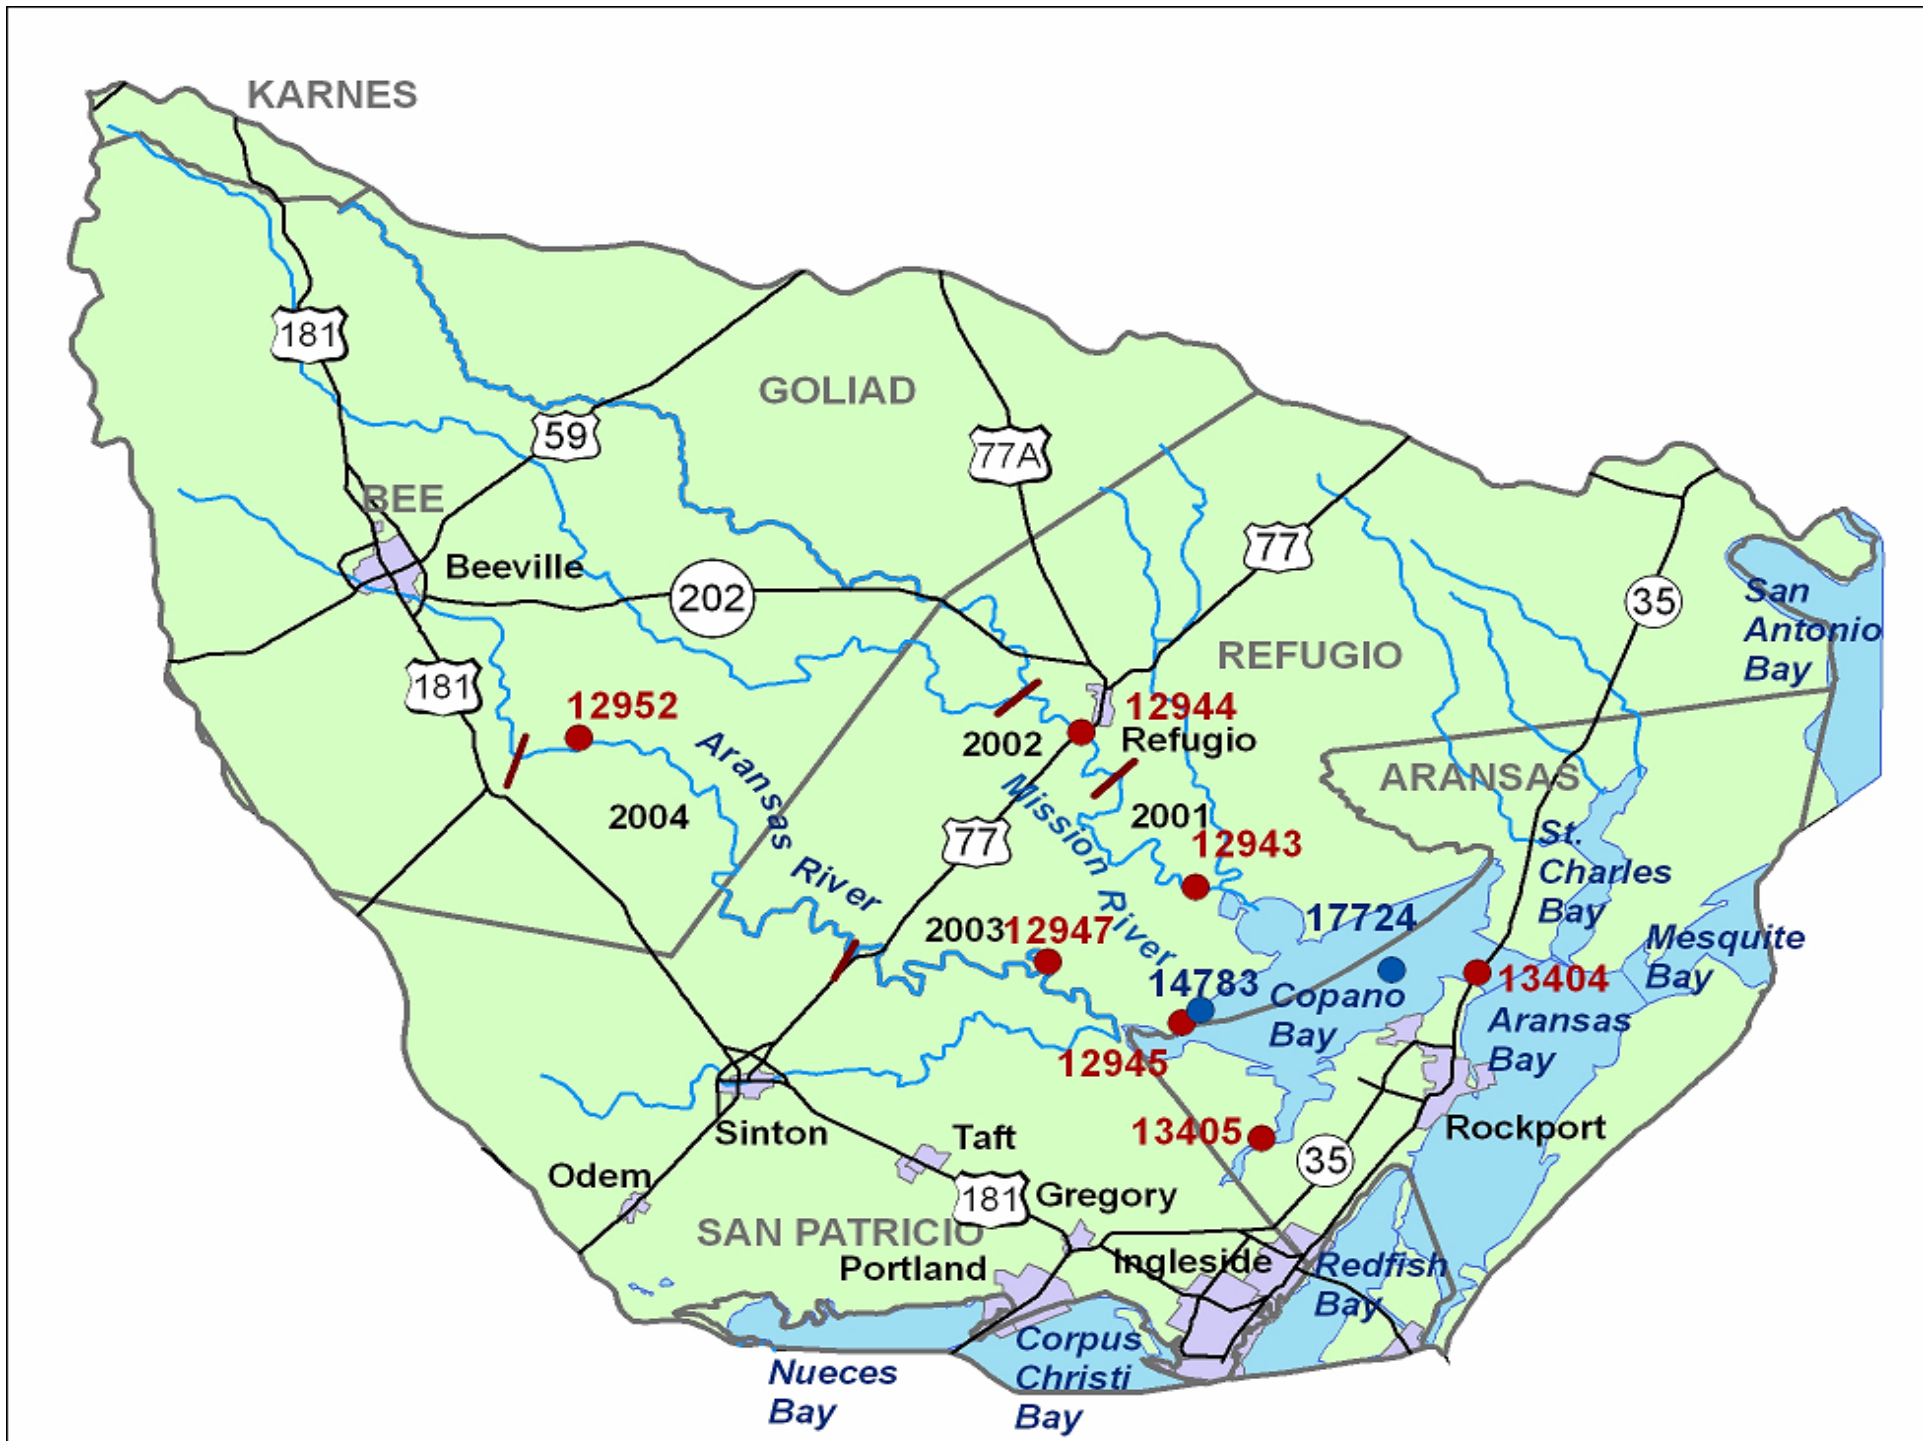 KARNES
181
GOLIAD
59
77A
BEE
77
Beeville
202
35
San
Antonio
Bay
REFUGIO
181
12952
12944
2002
Refugio
Aransas
River
ARANSAS
2004
Mission
River
2001
77
12943
St.
Charles
Bay
2003
12947
17724
Mesquite
Bay
14783
Copano
Bay
13404
Aransas
Bay
12945
Sinton
Taft
13405
Rockport
35
Odem
181
Gregory
SAN PATRICIO
Portland
Ingleside
Redfish
Bay
Corpus
Christi
Bay
Nueces
Bay